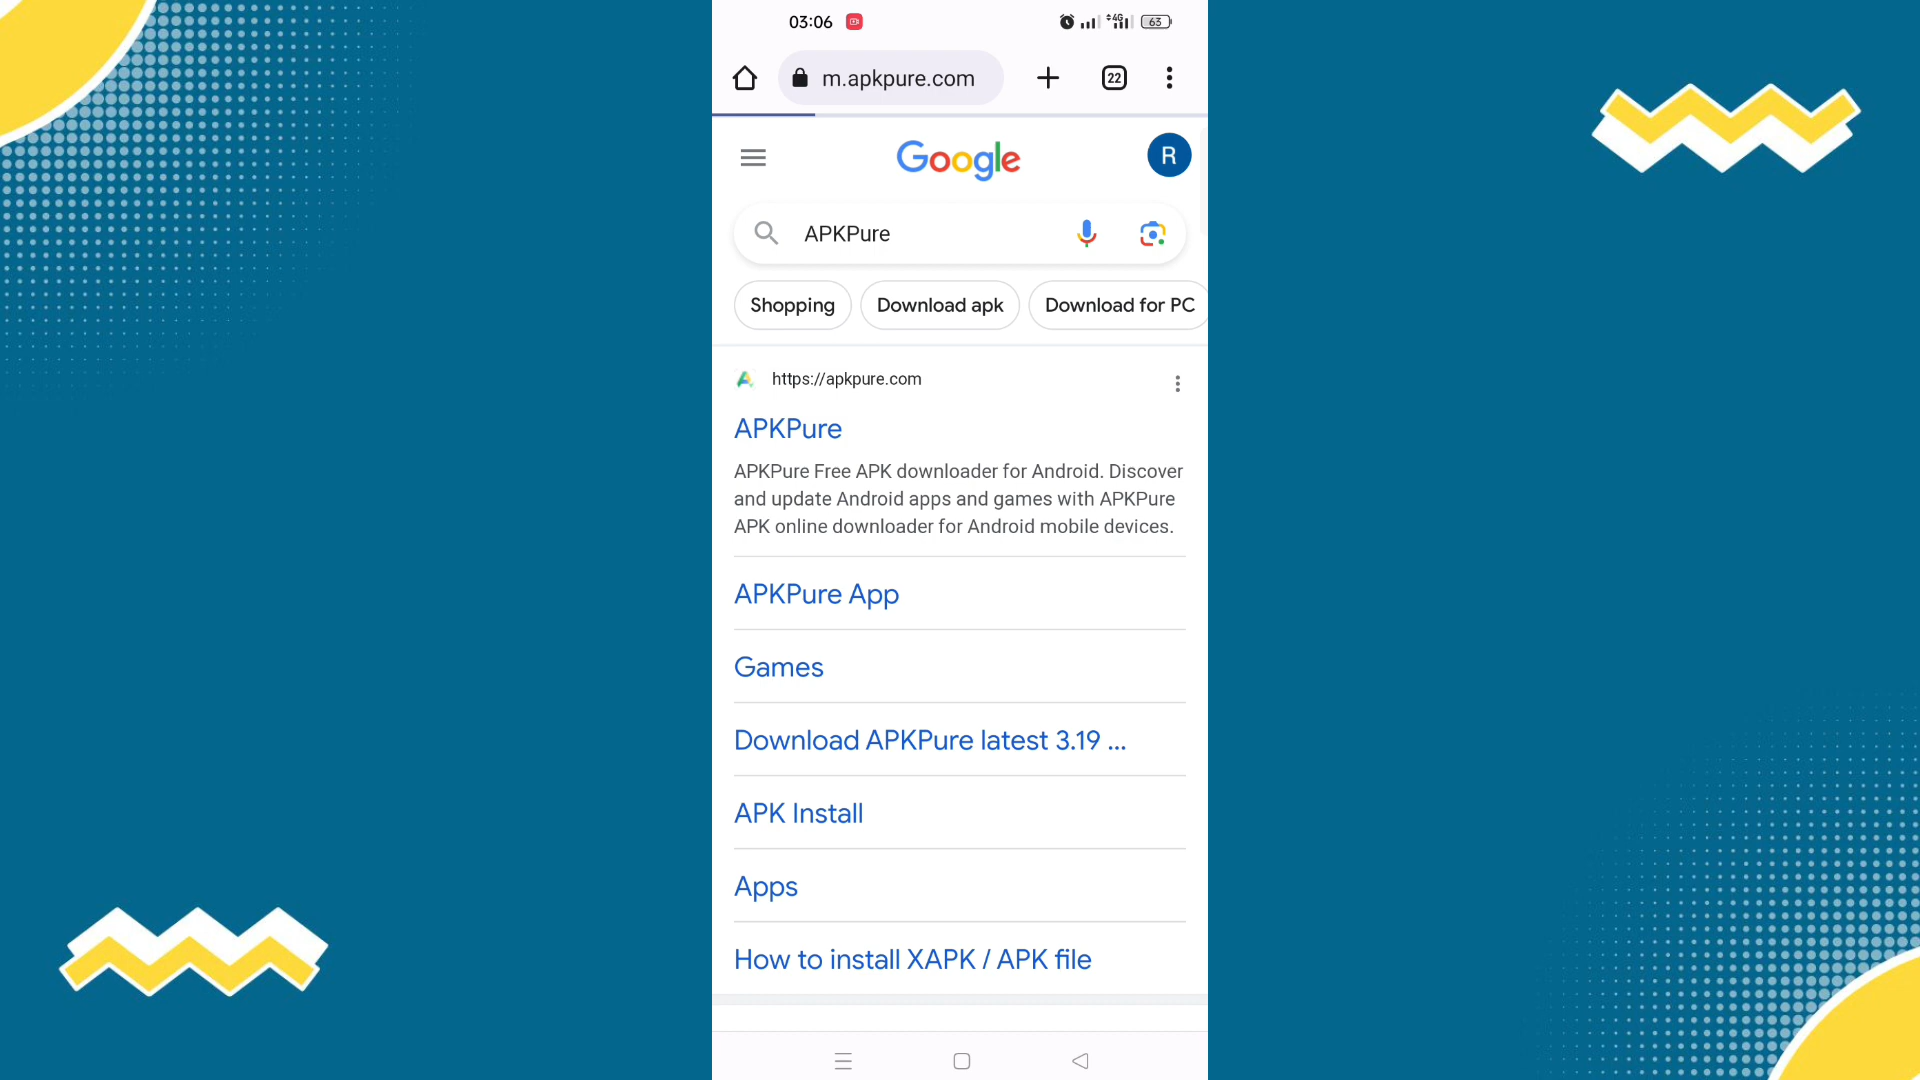 03:06
4G
63
m.apkpure.com
22
Google
R
APKPure
Shopping
Download apk
Download for PC
https://apkpure.com
APKPure
APKPure Free APK downloader for Android. Discover
and update Android apps and games with APKPure
APK online downloader for Android mobile devices.
APKPure App
Games
Download APKPure latest 3.19 ...
APK Install
Apps
How to install XAPK / APK file